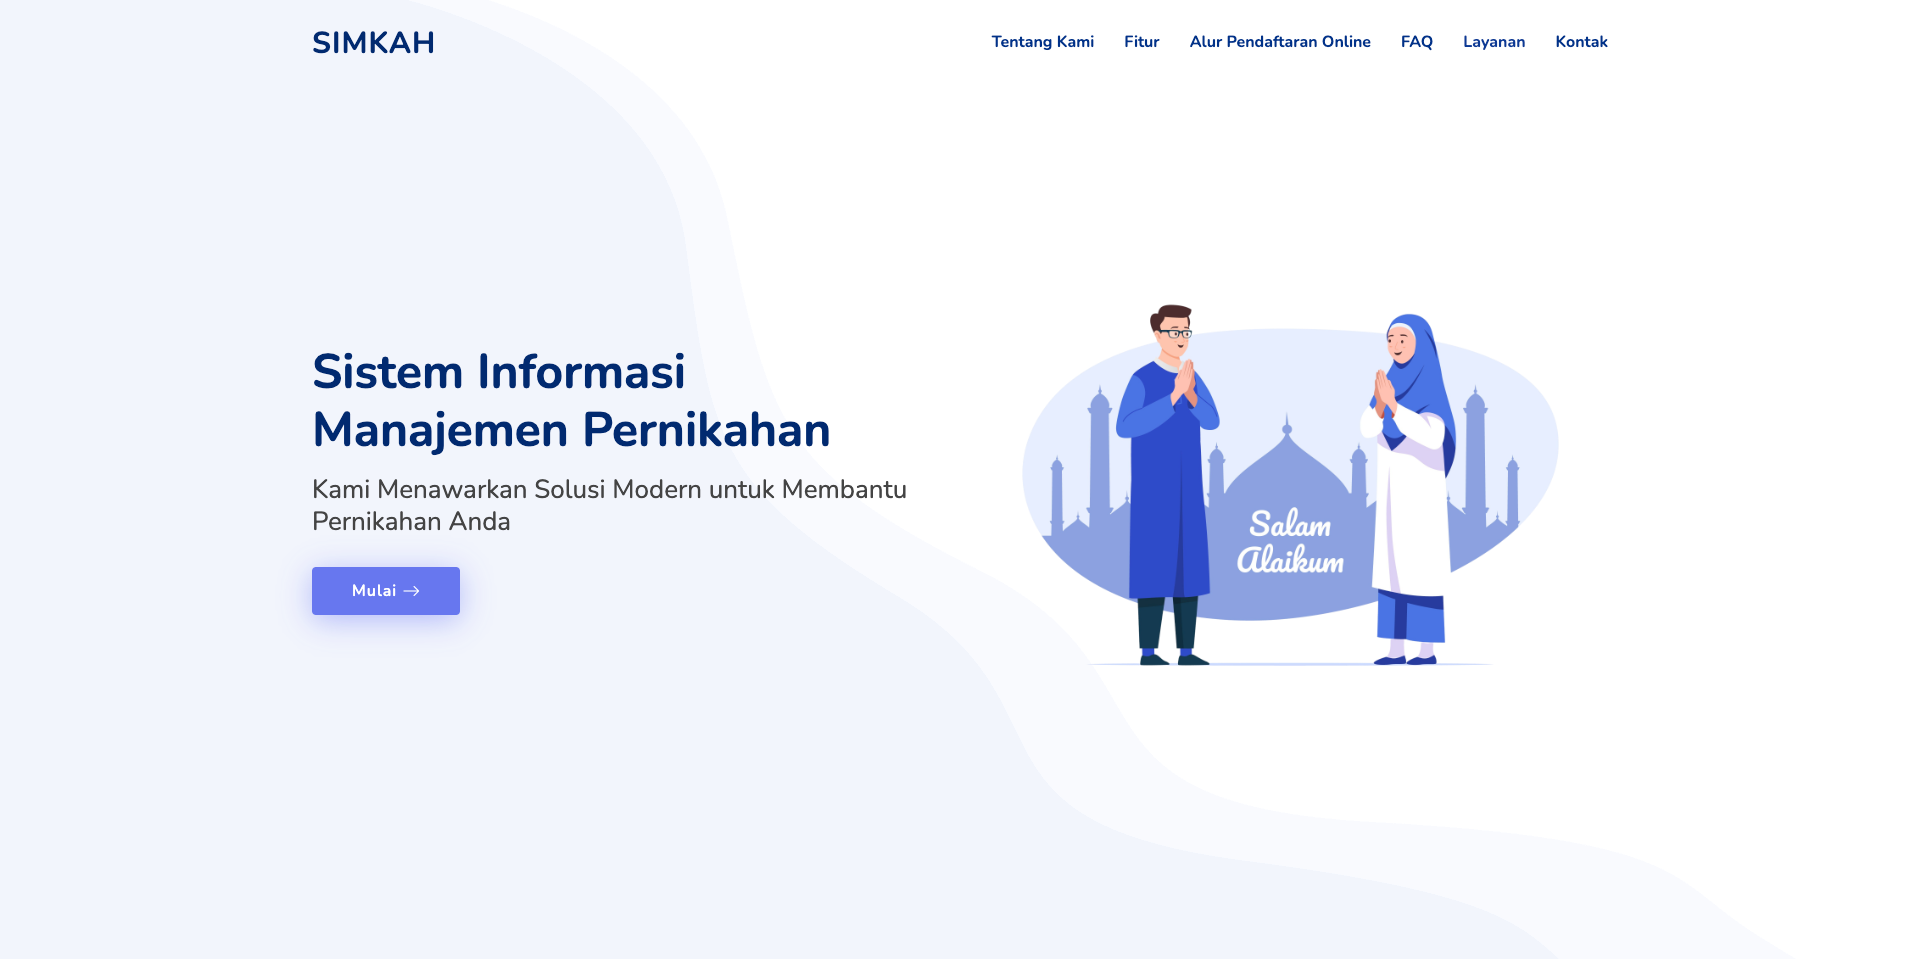 SIMKAH
Tentang Kami
Fitur
Alur Pendaftaran Online
FAQ
Layanan
Kontak
Sistem Informasi
Manajemen Pernikahan
Kami Menawarkan Solusi Modern untuk Membantu
Pernikahan Anda
Mulai →
Salam
Alaikum